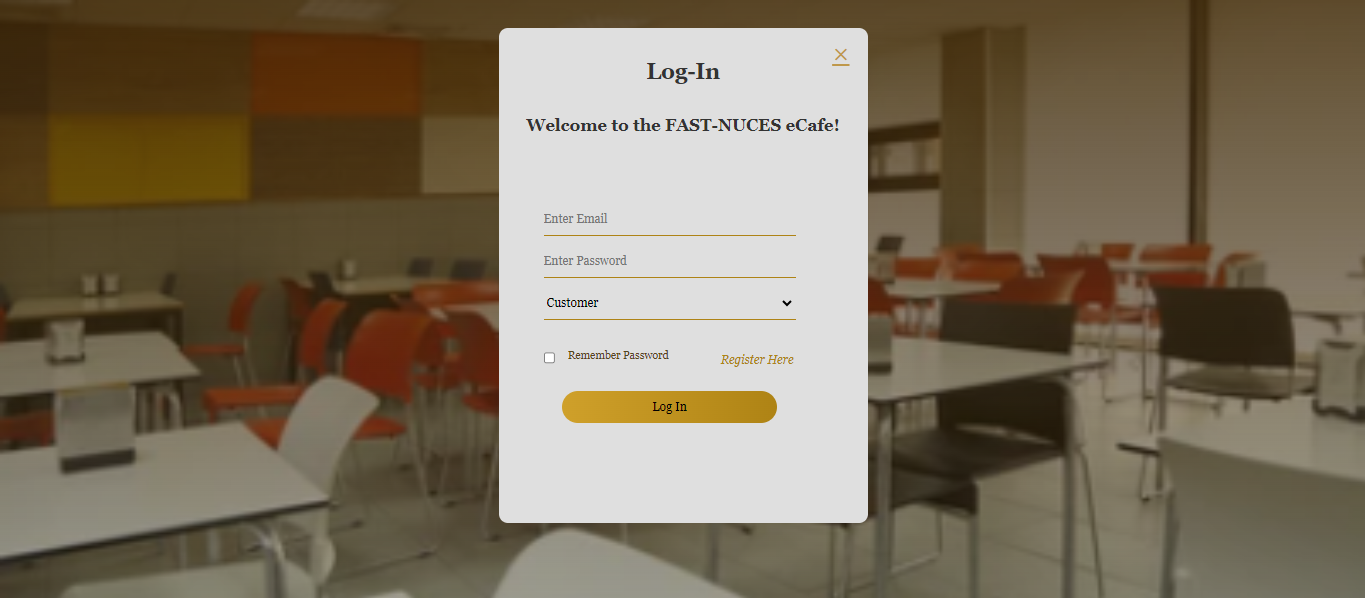 Log-In
Welcome to the FAST-NUCES eCafe!
Enter Email
Enter Password
Customer
Remember Password
Register Here
Log In